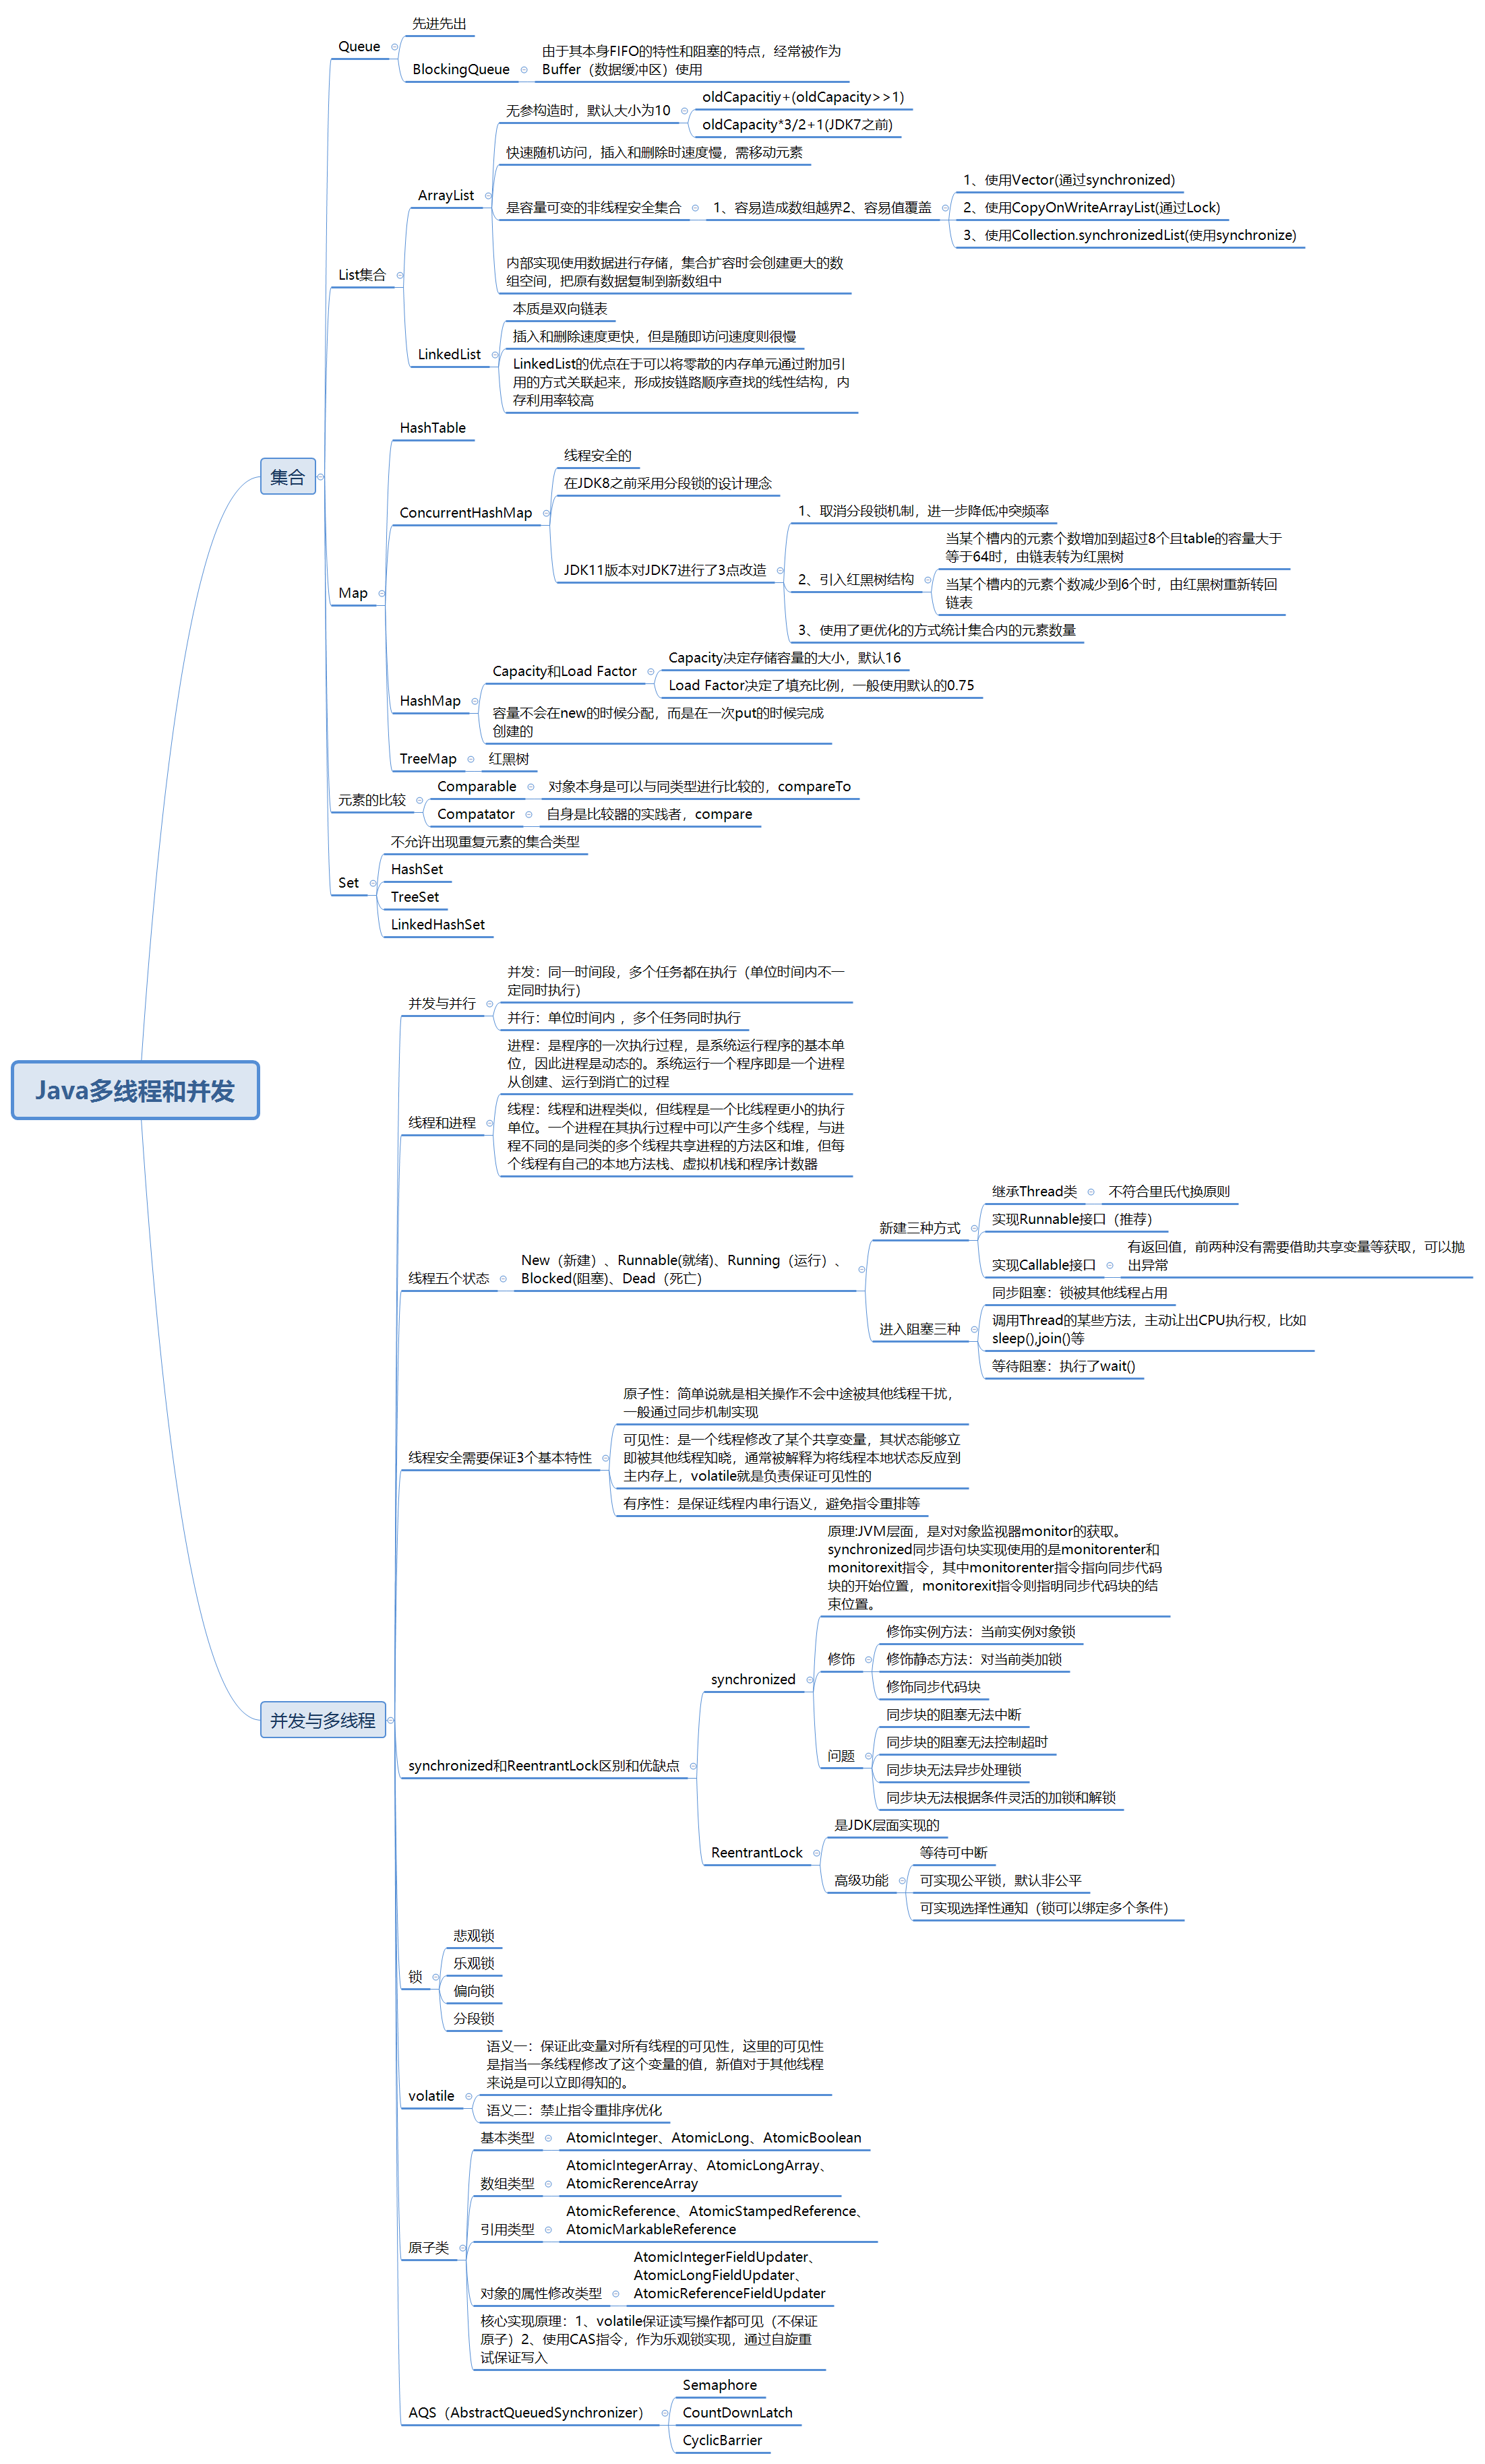 Java多线程和并发
集合
Queue
先进先出
BlockingQueue
由于其本身FIFO的特性和阻塞的特点，经常被作为
Buffer（数据缓冲区）使用
List集合
ArrayList
无参构造时，默认大小为10
oldCapacitiy+(oldCapacity>>1)
oldCapacity*3/2+1(JDK7之前)
快速随机访问，插入和删除时速度慢，需移动元素
是容量可变的非线程安全集合
1、容易造成数组越界2、容易值覆盖
1、使用Vector(通过synchronized)
2、使用CopyOnWriteArrayList(通过Lock)
3、使用Collection.synchronizedList(使用synchronize)
内部实现使用数据进行存储，集合扩容时会创建更大的数
组空间，把原有数据复制到新数组中
LinkedList
本质是双向链表
插入和删除速度更快，但是随即访问速度则很慢
LinkedList的优点在于可以将零散的内存单元通过附加引
用的方式关联起来，形成按链路顺序查找的线性结构，内
存利用率较高
Map
HashTable
ConcurrentHashMap
线程安全的
在JDK8之前采用分段锁的设计理念
JDK11版本对JDK7进行了3点改造
1、取消分段锁机制，进一步降低冲突频率
2、引入红黑树结构
当某个槽内的元素个数增加到超过8个且table的容量大于
等于64时，由链表转为红黑树
当某个槽内的元素个数减少到6个时，由红黑树重新转回
链表
3、使用了更优化的方式统计集合内的元素数量
HashMap
Capacity和Load Factor
Capacity决定存储容量的大小，默认16
Load Factor决定了填充比例，一般使用默认的0.75
容量不会在new的时候分配，而是在一次put的时候完成
创建的
TreeMap
红黑树
元素的比较
Comparable
对象本身是可以与同类型进行比较的，compareTo
Compatator
自身是比较器的实践者，compare
Set
不允许出现重复元素的集合类型
HashSet
TreeSet
LinkedHashSet
并发与多线程
并发与并行
并发：同一时间段，多个任务都在执行（单位时间内不一
定同时执行）
并行：单位时间内 ，多个任务同时执行
线程和进程
进程：是程序的一次执行过程，是系统运行程序的基本单
位，因此进程是动态的。系统运行一个程序即是一个进程
从创建、运行到消亡的过程
线程：线程和进程类似，但线程是一个比线程更小的执行
单位。一个进程在其执行过程中可以产生多个线程，与进
程不同的是同类的多个线程共享进程的方法区和堆，但每
个线程有自己的本地方法栈、虚拟机栈和程序计数器
线程五个状态
New（新建）、Runnable(就绪)、Running（运行）、
Blocked(阻塞)、Dead（死亡）
新建三种方式
继承Thread类
不符合里氏代换原则
实现Runnable接口（推荐）
实现Callable接口
有返回值，前两种没有需要借助共享变量等获取，可以抛
出异常
进入阻塞三种
同步阻塞：锁被其他线程占用
调用Thread的某些方法，主动让出CPU执行权，比如
sleep(),join()等
等待阻塞：执行了wait()
线程安全需要保证3个基本特性
原子性：简单说就是相关操作不会中途被其他线程干扰，
一般通过同步机制实现
可见性：是一个线程修改了某个共享变量，其状态能够立
即被其他线程知晓，通常被解释为将线程本地状态反应到
主内存上，volatile就是负责保证可见性的
有序性：是保证线程内串行语义，避免指令重排等
synchronized和ReentrantLock区别和优缺点
synchronized
原理:JVM层面，是对对象监视器monitor的获取。
synchronized同步语句块实现使用的是monitorenter和
monitorexit指令，其中monitorenter指令指向同步代码
块的开始位置，monitorexit指令则指明同步代码块的结
束位置。
修饰
修饰实例方法：当前实例对象锁
修饰静态方法：对当前类加锁
修饰同步代码块
问题
同步块的阻塞无法中断
同步块的阻塞无法控制超时
同步块无法异步处理锁
同步块无法根据条件灵活的加锁和解锁
ReentrantLock
是JDK层面实现的
高级功能
等待可中断
可实现公平锁，默认非公平
可实现选择性通知（锁可以绑定多个条件）
锁
悲观锁
乐观锁
偏向锁
分段锁
volatile
语义一：保证此变量对所有线程的可见性，这里的可见性
是指当一条线程修改了这个变量的值，新值对于其他线程
来说是可以立即得知的。
语义二：禁止指令重排序优化
原子类
基本类型
AtomicInteger、AtomicLong、AtomicBoolean
数组类型
AtomicIntegerArray、AtomicLongArray、
AtomicRerenceArray
引用类型
AtomicReference、AtomicStampedReference、
AtomicMarkableReference
对象的属性修改类型
AtomicIntegerFieldUpdater、
AtomicLongFieldUpdater、
AtomicReferenceFieldUpdater
核心实现原理：1、volatile保证读写操作都可见（不保证
原子）2、使用CAS指令，作为乐观锁实现，通过自旋重
试保证写入
AQS（AbstractQueuedSynchronizer）
Semaphore
CountDownLatch
CyclicBarrier